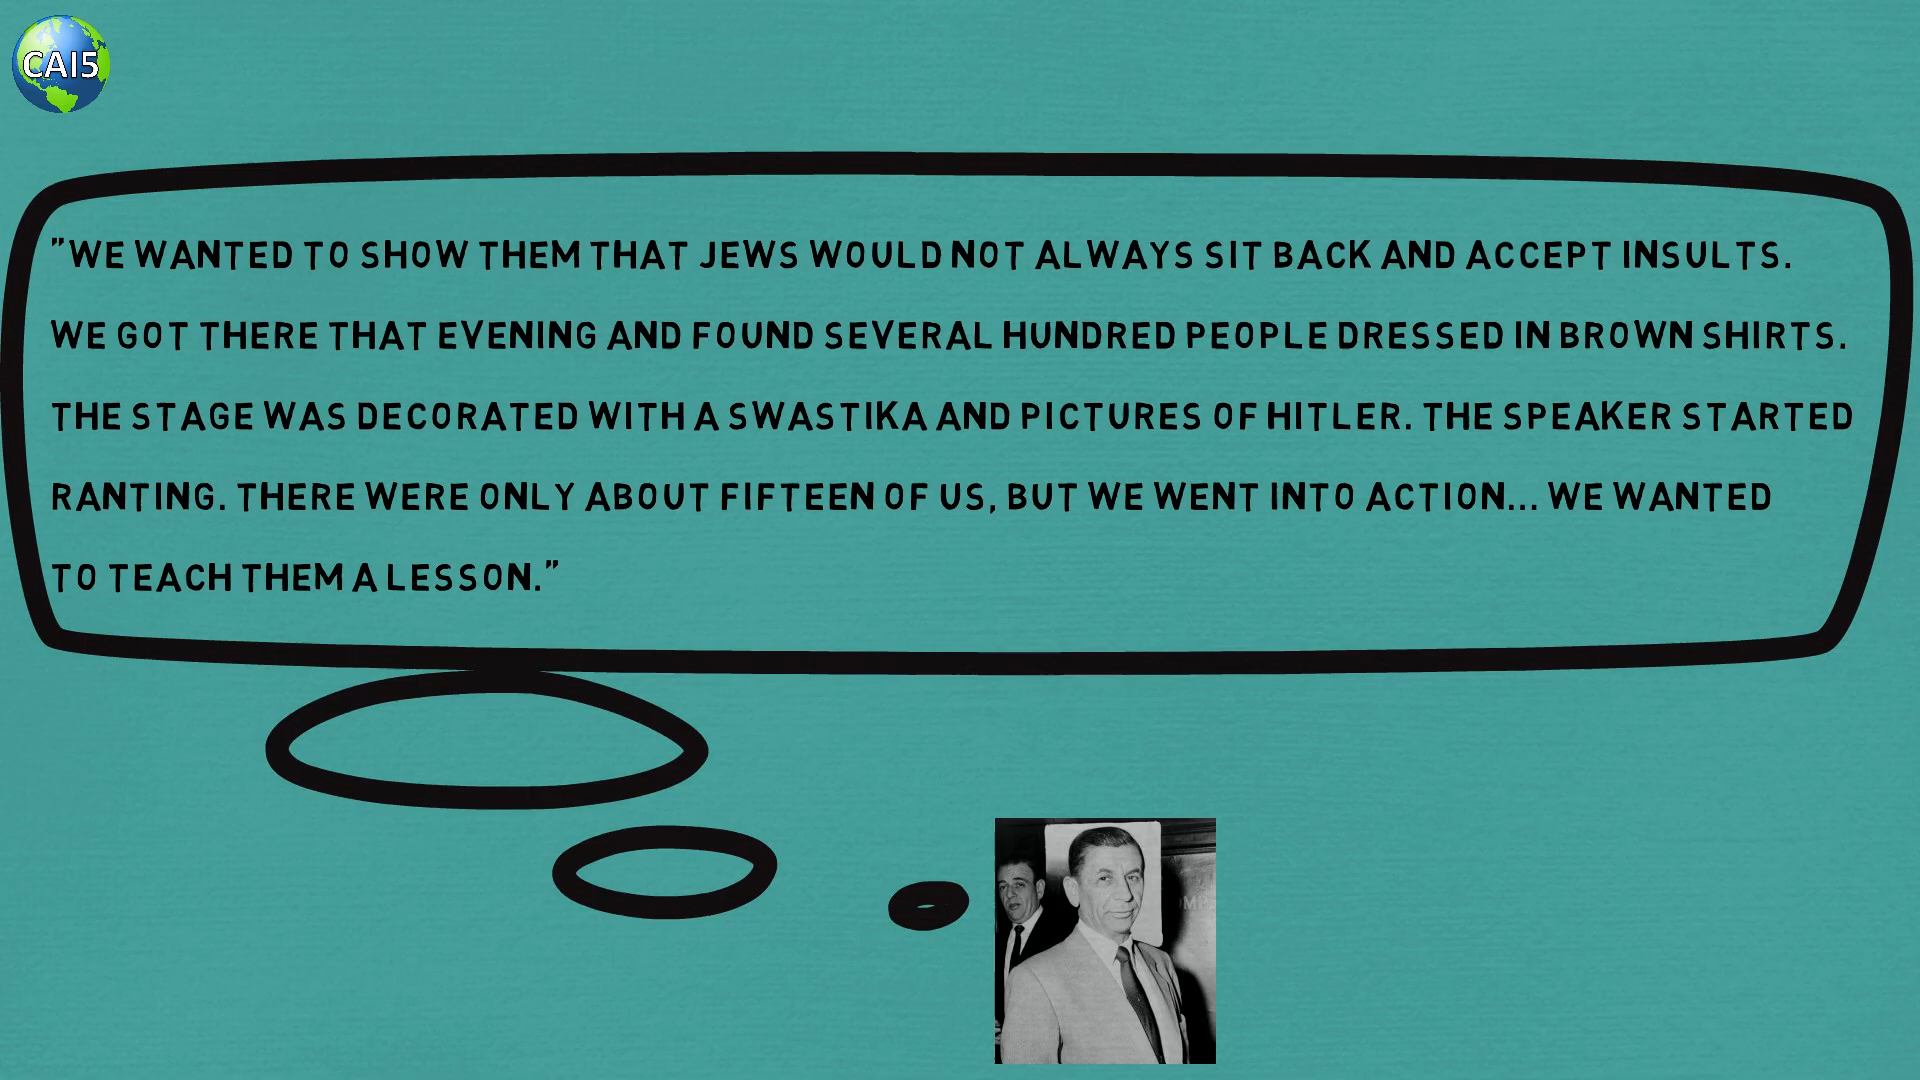 CAI5
"WE WANTED TO SHOW THEM THAT JEWS WOULD NOT ALWAYS SIT BACK AND ACCEPT INSULTS.
WE GOT THERE THAT EVENING AND FOUND SEVERAL HUNDRED PEOPLE DRESSED IN BROWN SHIRTS.
THE STAGE WAS DECORATED WITH A SWASTIKA AND PICTURES OF HITLER. THE SPEAKER STARTED
RANTING. THERE WERE ONLY ABOUT FIFTEEN OF US, BUT WE WENT INTO ACTION... WE WANTED
TO TEACH THEM A LESSON."